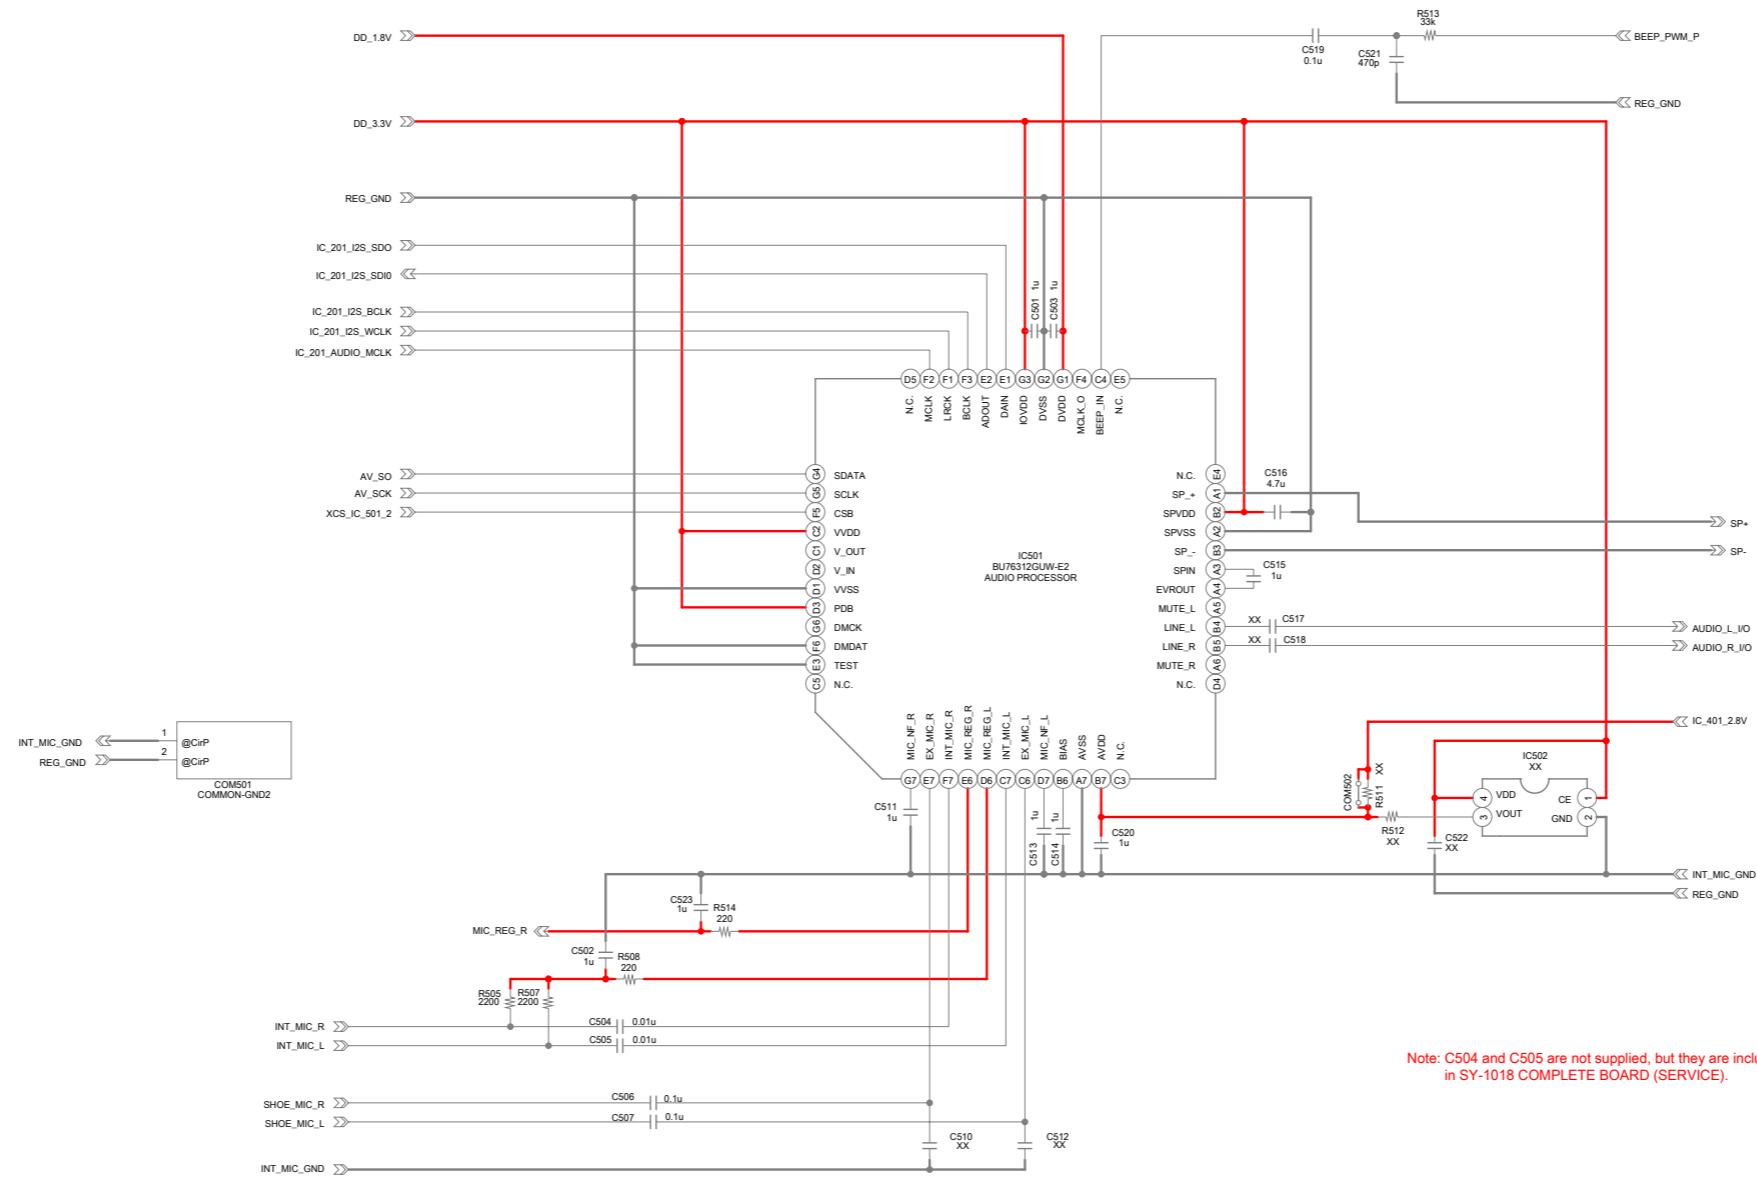 R513
33k
DD_1.8V
BEEP_PWM_P
C519
0.1u
C521
470p
REG_GND
DD_3.3V
REG_GND
IC_201_I2S_SDO
IC_201_I2S_SDI0
IC_201_I2S_BCLK
IC_201_I2S_WCLK
IC_201_AUDIO_MCLK
C501 1u
C503 1u
D5 F2 F1 F3 E2 E1 G3 G2 G1 F4 C4 E5
N.C.
MCLK
LRCK
BCLK
ADOUT
DAIN
IOVDD
DVSS
DVDD
MCLK_O
BEEP_IN
N.C.
AV_SO
AV_SCK
XCS_IC_501_2
G4 SDATA
G5 SCLK
F5 CSB
C2 VVDD
C1 V_OUT
D2 V_IN
D1 VVSS
D3 PDB
G6 DMCK
F6 DMDAT
E3 TEST
C5 N.C.
IC501
BU76312GUW-E2
AUDIO PROCESSOR
N.C. E4
SP_+ A1
SPVDD B2
SPVSS A2
SP_- B3
SPIN A3
EVROUT A4
MUTE_L A5
LINE_L B4
LINE_R B5
MUTE_R A6
N.C. D4
C516
4.7u
SP+
SP-
C515
1u
XX C517
XX C518
AUDIO_L_I/O
AUDIO_R_I/O
INT_MIC_GND
REG_GND
1 @CirP
2 @CirP
COM501
COMMON-GND2
MIC_NF_R
EX_MIC_R
INT_MIC_R
MIC_REG_R
MIC_REG_L
INT_MIC_L
EX_MIC_L
MIC_NF_L
BIAS
AVSS
AVDD
N.C.
G7 E7 F7 E6 D6 C7 C6 D7 B6 A7 B7 C3
IC_401_2.8V
IC502
XX
4 VDD
3 VOUT
CE 1
GND 2
COM502
R511 XX
R512
XX
C522
XX
C511
1u
C513 1u
C514 1u
C520
1u
INT_MIC_GND
REG_GND
C523
1u
R514
220
MIC_REG_R
C502
1u
R508
220
R505
2200
R507
2200
INT_MIC_R
C504 0.01u
INT_MIC_L
C505 0.01u
Note: C504 and C505 are not supplied, but they are
in SY-1018 COMPLETE BOARD (SERVICE).
SHOE_MIC_R
C506 0.1u
SHOE_MIC_L
C507 0.1u
C510
XX
C512
XX
INT_MIC_GND